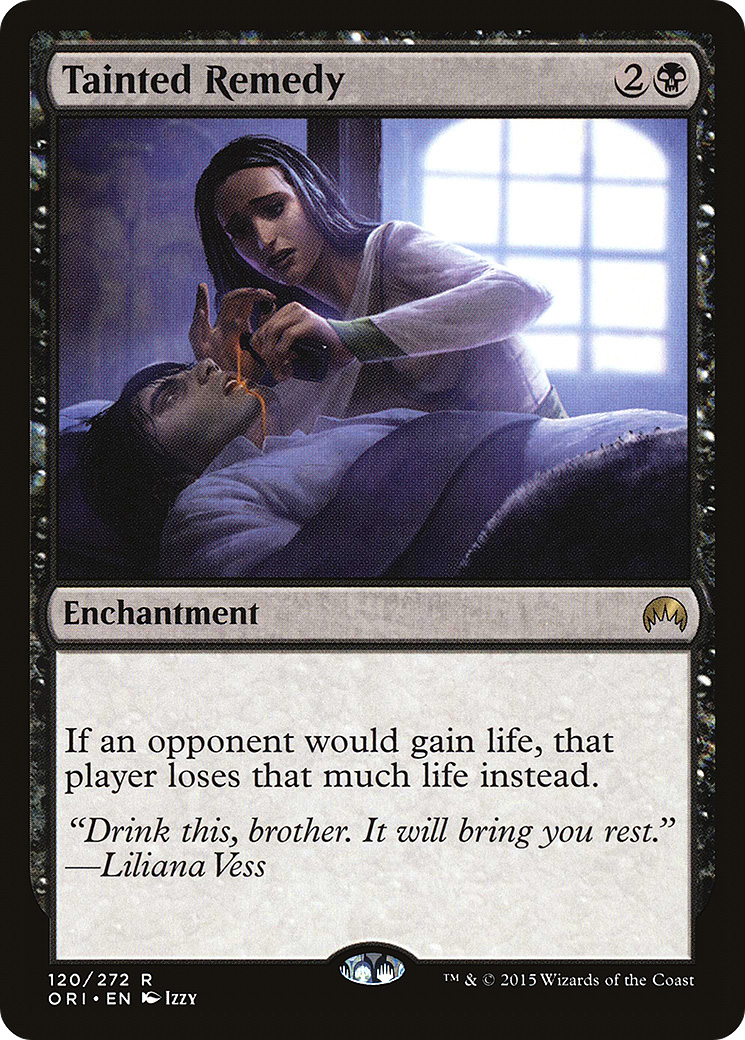 Tainted Remedy 2
Enchantment
If an opponent would gain life, that
player loses that much life instead.
“Drink this, brother. It will bring you rest.”
—Liliana Vess
120/272 R
ORI • EN Izzy
™ & © 2015 Wizards of the Coast